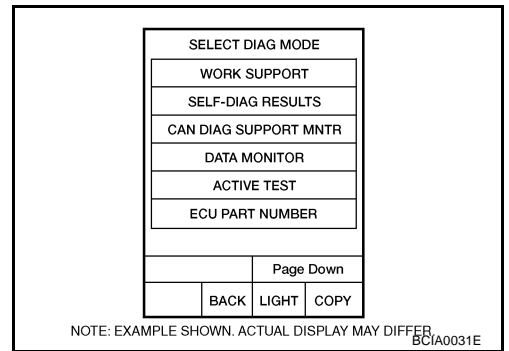 SELECT DIAG MODE
WORK SUPPORT
SELF-DIAG RESULTS
CAN DIAG SUPPORT MNTR
DATA MONITOR
ACTIVE TEST
ECU PART NUMBER
Page Down
BACK LIGHT COPY
NOTE: EXAMPLE SHOWN. ACTUAL DISPLAY MAY DIFFER.
BCIA0031E